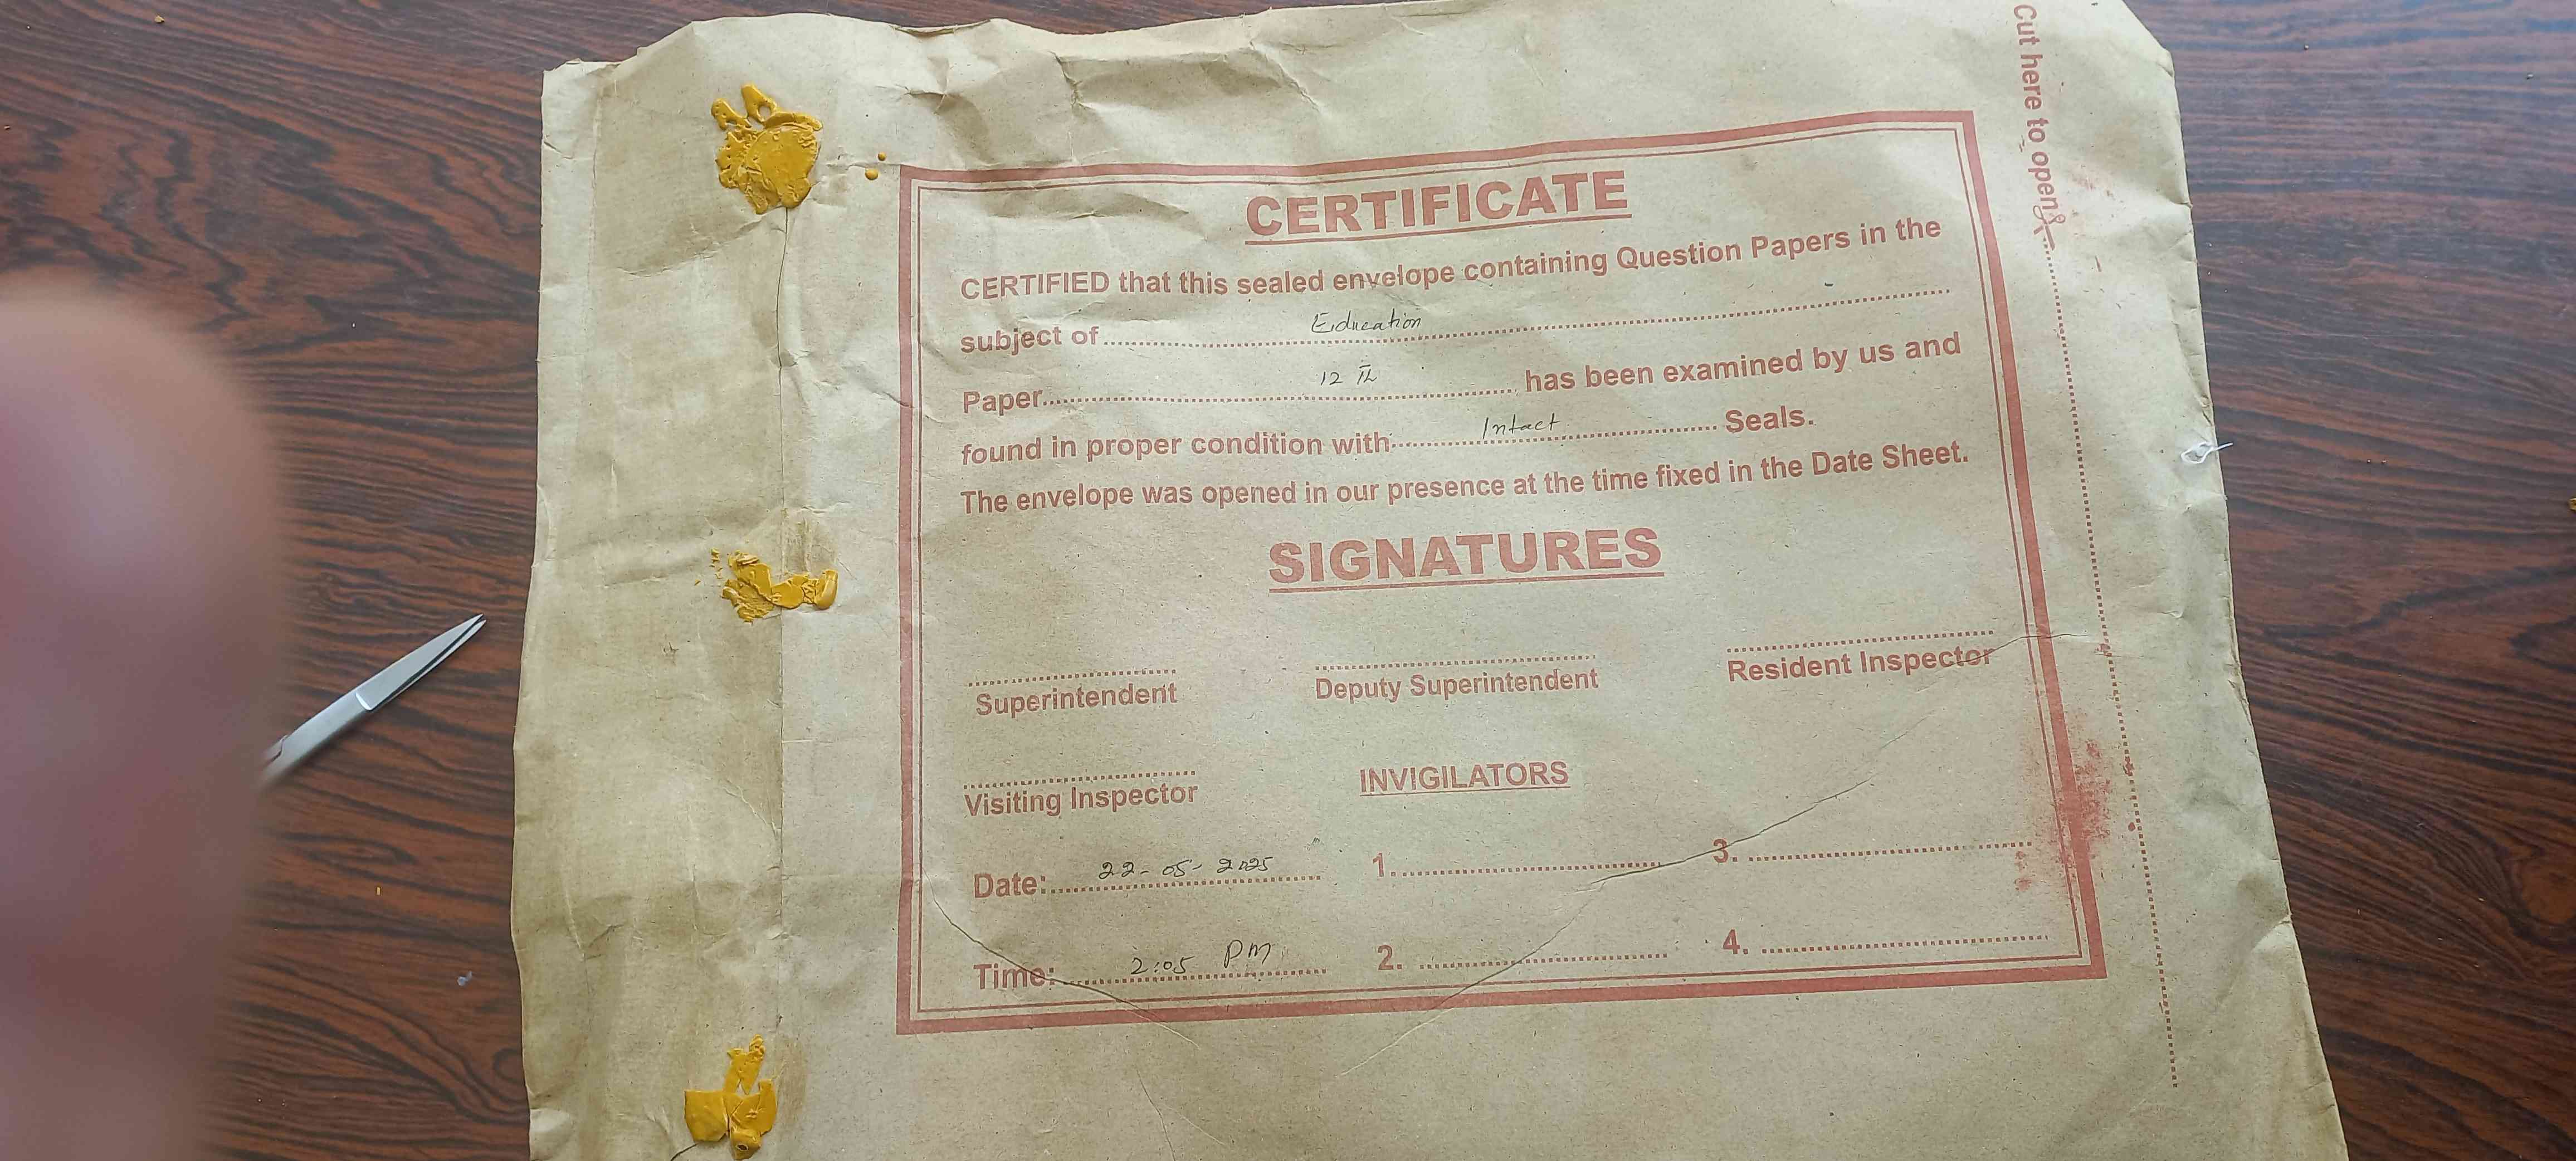 Cut here to open
CERTIFICATE
CERTIFIED that this sealed envelope containing Question Papers in the
subject of Education
Paper 12 th has been examined by us and
found in proper condition with Intact Seals.
The envelope was opened in our presence at the time fixed in the Date Sheet.
SIGNATURES
Superintendent Deputy Superintendent Resident Inspector
Visiting Inspector INVIGILATORS
Date: 22-05-2025 1. 3.
Time: 2:05 PM 2. 4.